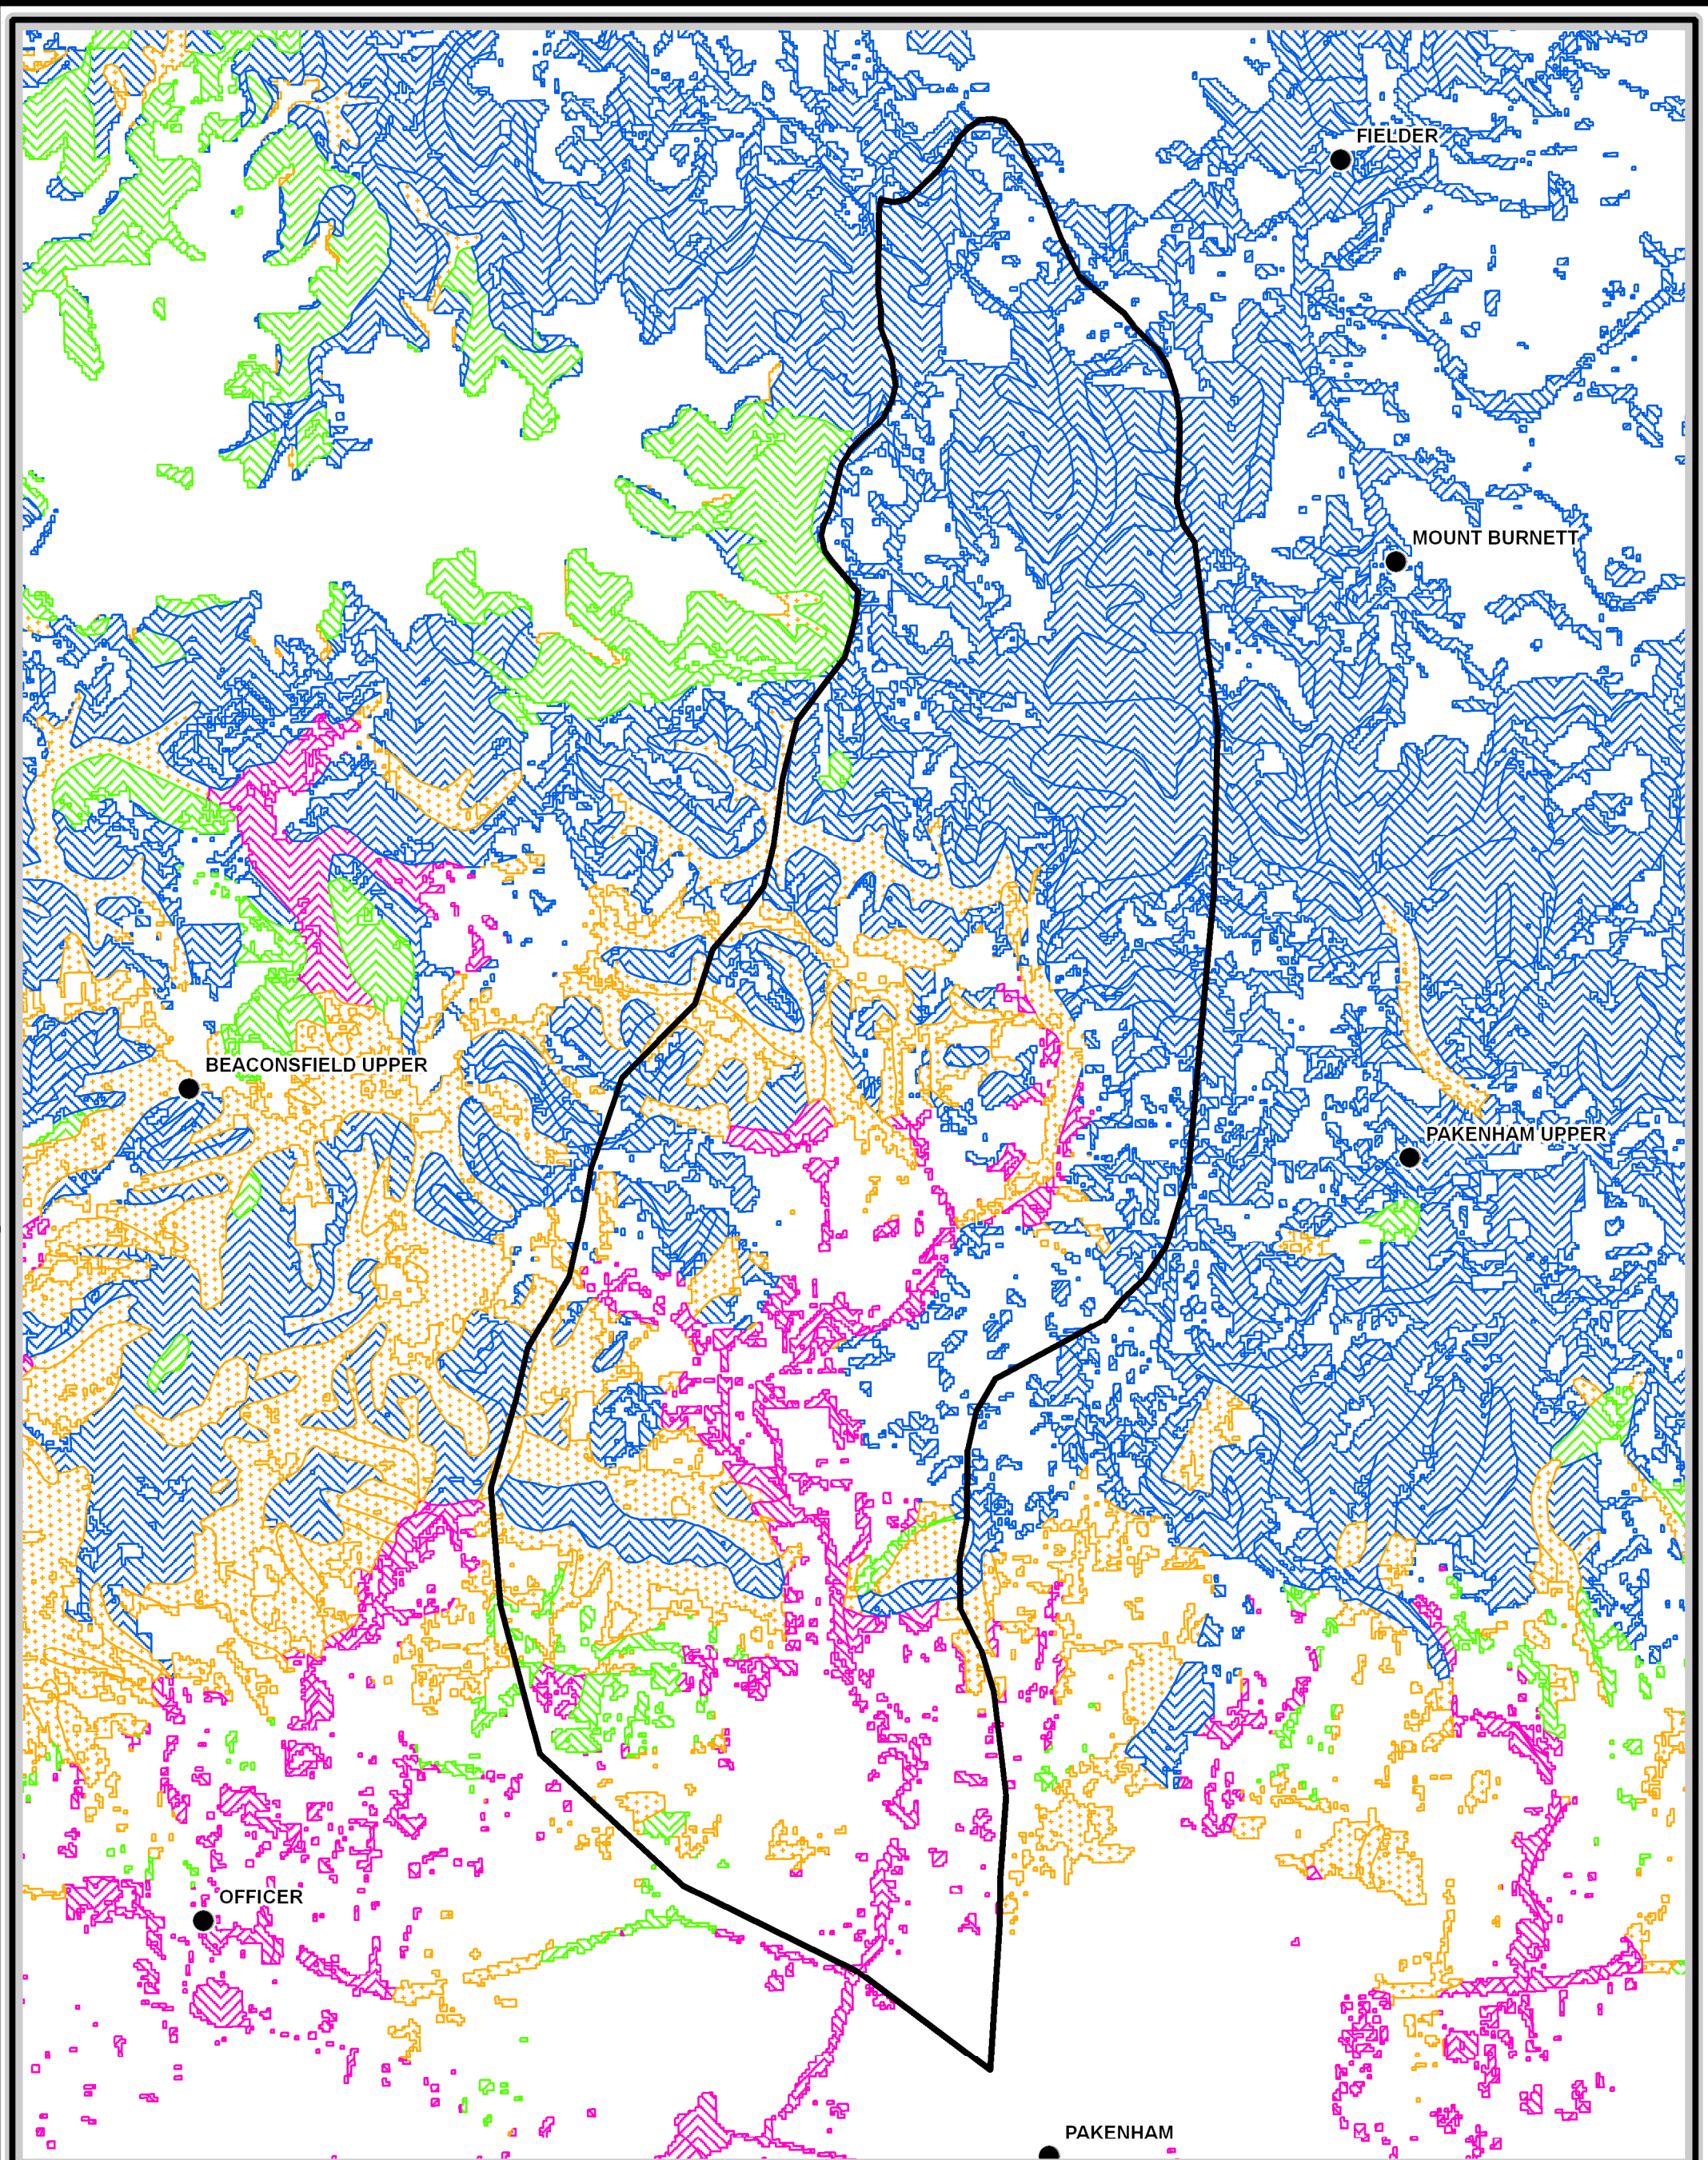 FIELDER
MOUNT BURNETT
BEACONSFIELD UPPER
PAKENHAM UPPER
OFFICER
PAKENHAM